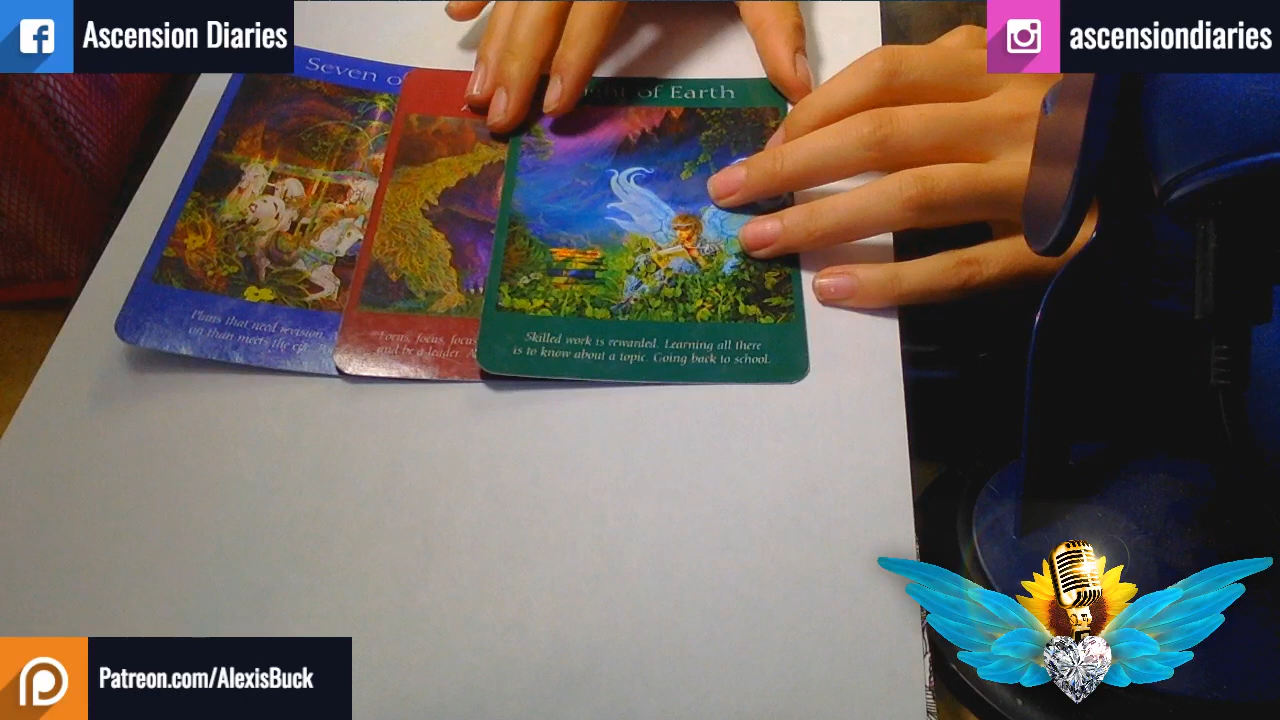 Ascension Diaries
ascensiondiaries
Seven
of Earth
Plans that need revision
on than meets the
Focus, focus, focus
and be a leader.
Skilled work is rewarded. Learning all there
is to know about a topic. Going back to school.
Patreon.com/AlexisBuck